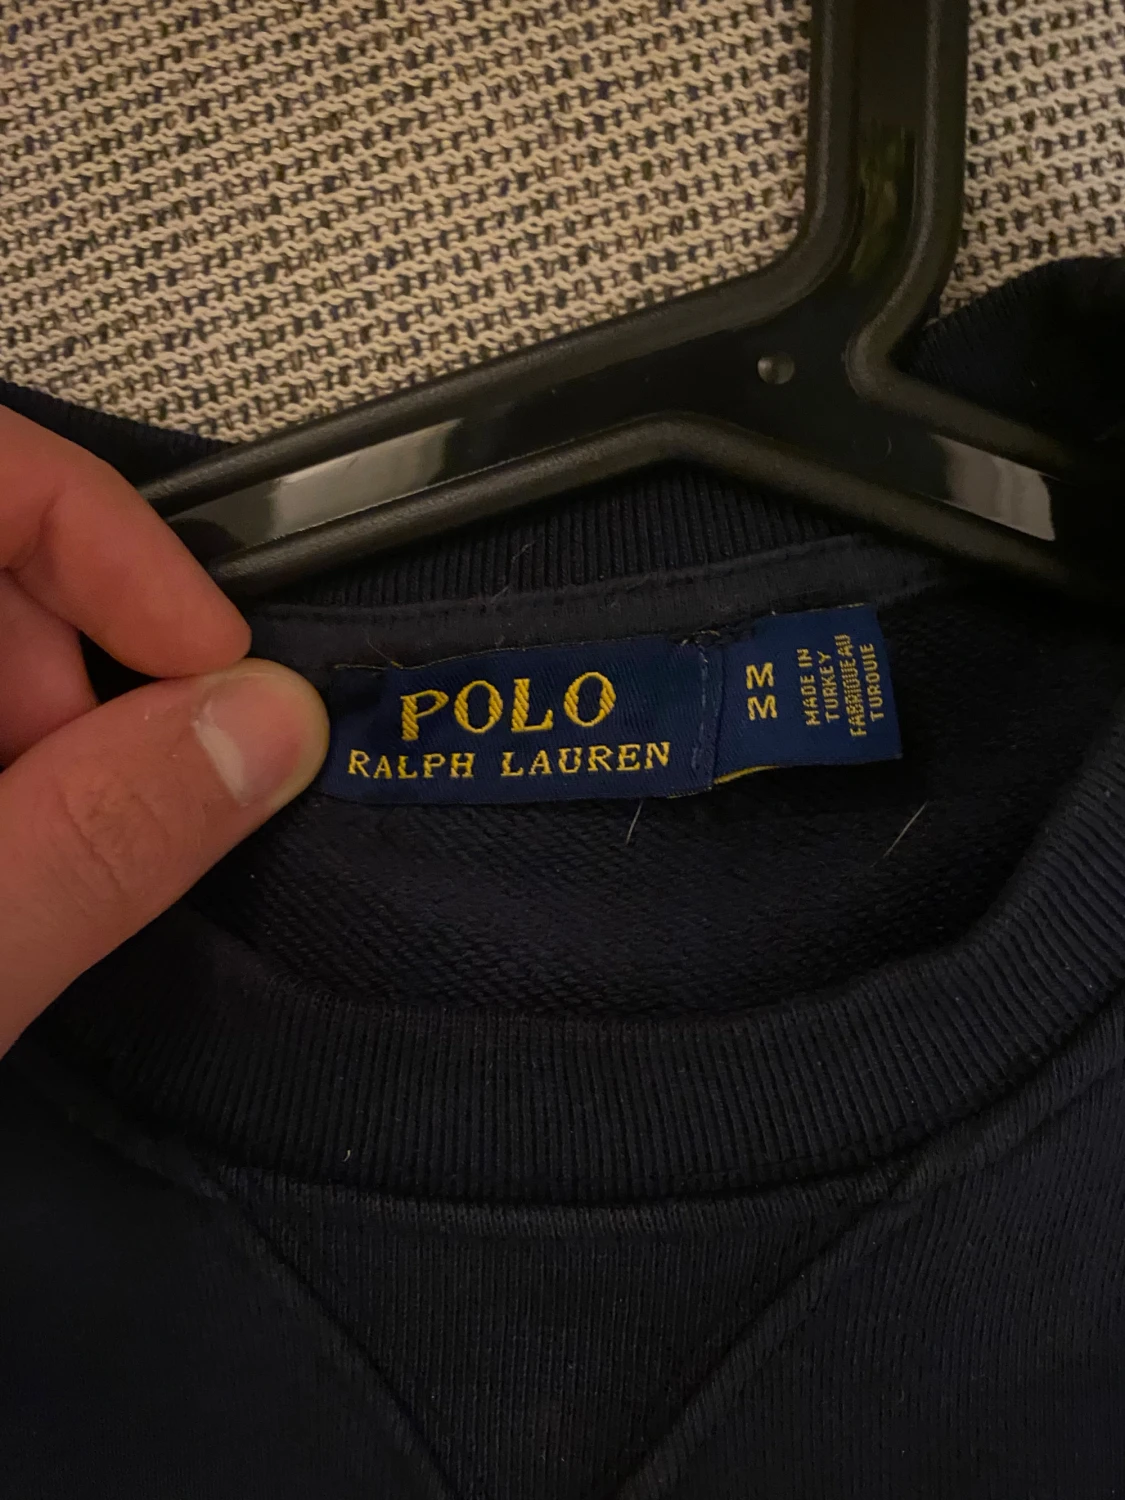 POLO
RALPH LAUREN
M
M
MADE IN
TURKEY
FABRIQUE AU
TURQUIE